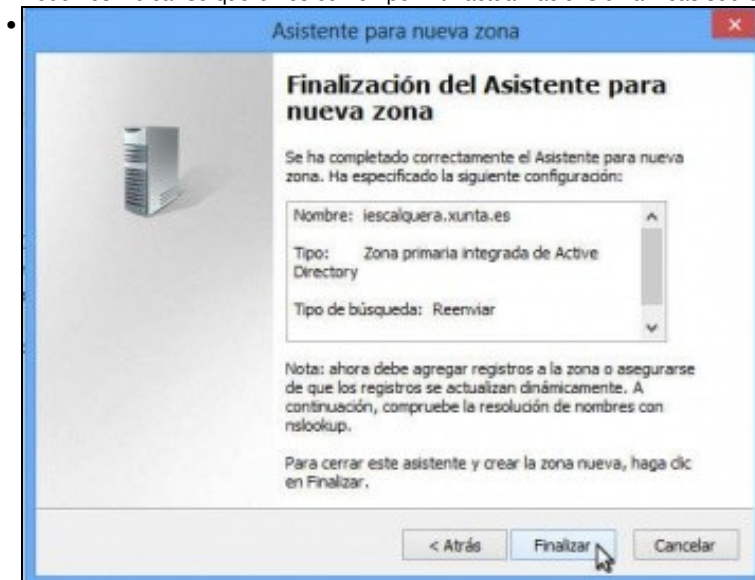 Asistente para nueva zona
Finalización del Asistente para
nueva zona
Se ha completado correctamente el Asistente para nueva
zona. Ha especificado la siguiente configuración:
Nombre: iescalquera.xunta.es
Tipo: Zona primaria integrada de Active
Directory
Tipo de búsqueda: Reenviar
Nota: ahora debe agregar registros a la zona o asegurarse
de que los registros se actualizan dinámicamente. A
continuación, compruebe la resolución de nombres con
nslookup.
Para cerrar este asistente y crear la zona nueva, haga clic
en Finalizar.
< Atrás Finalizar Cancelar